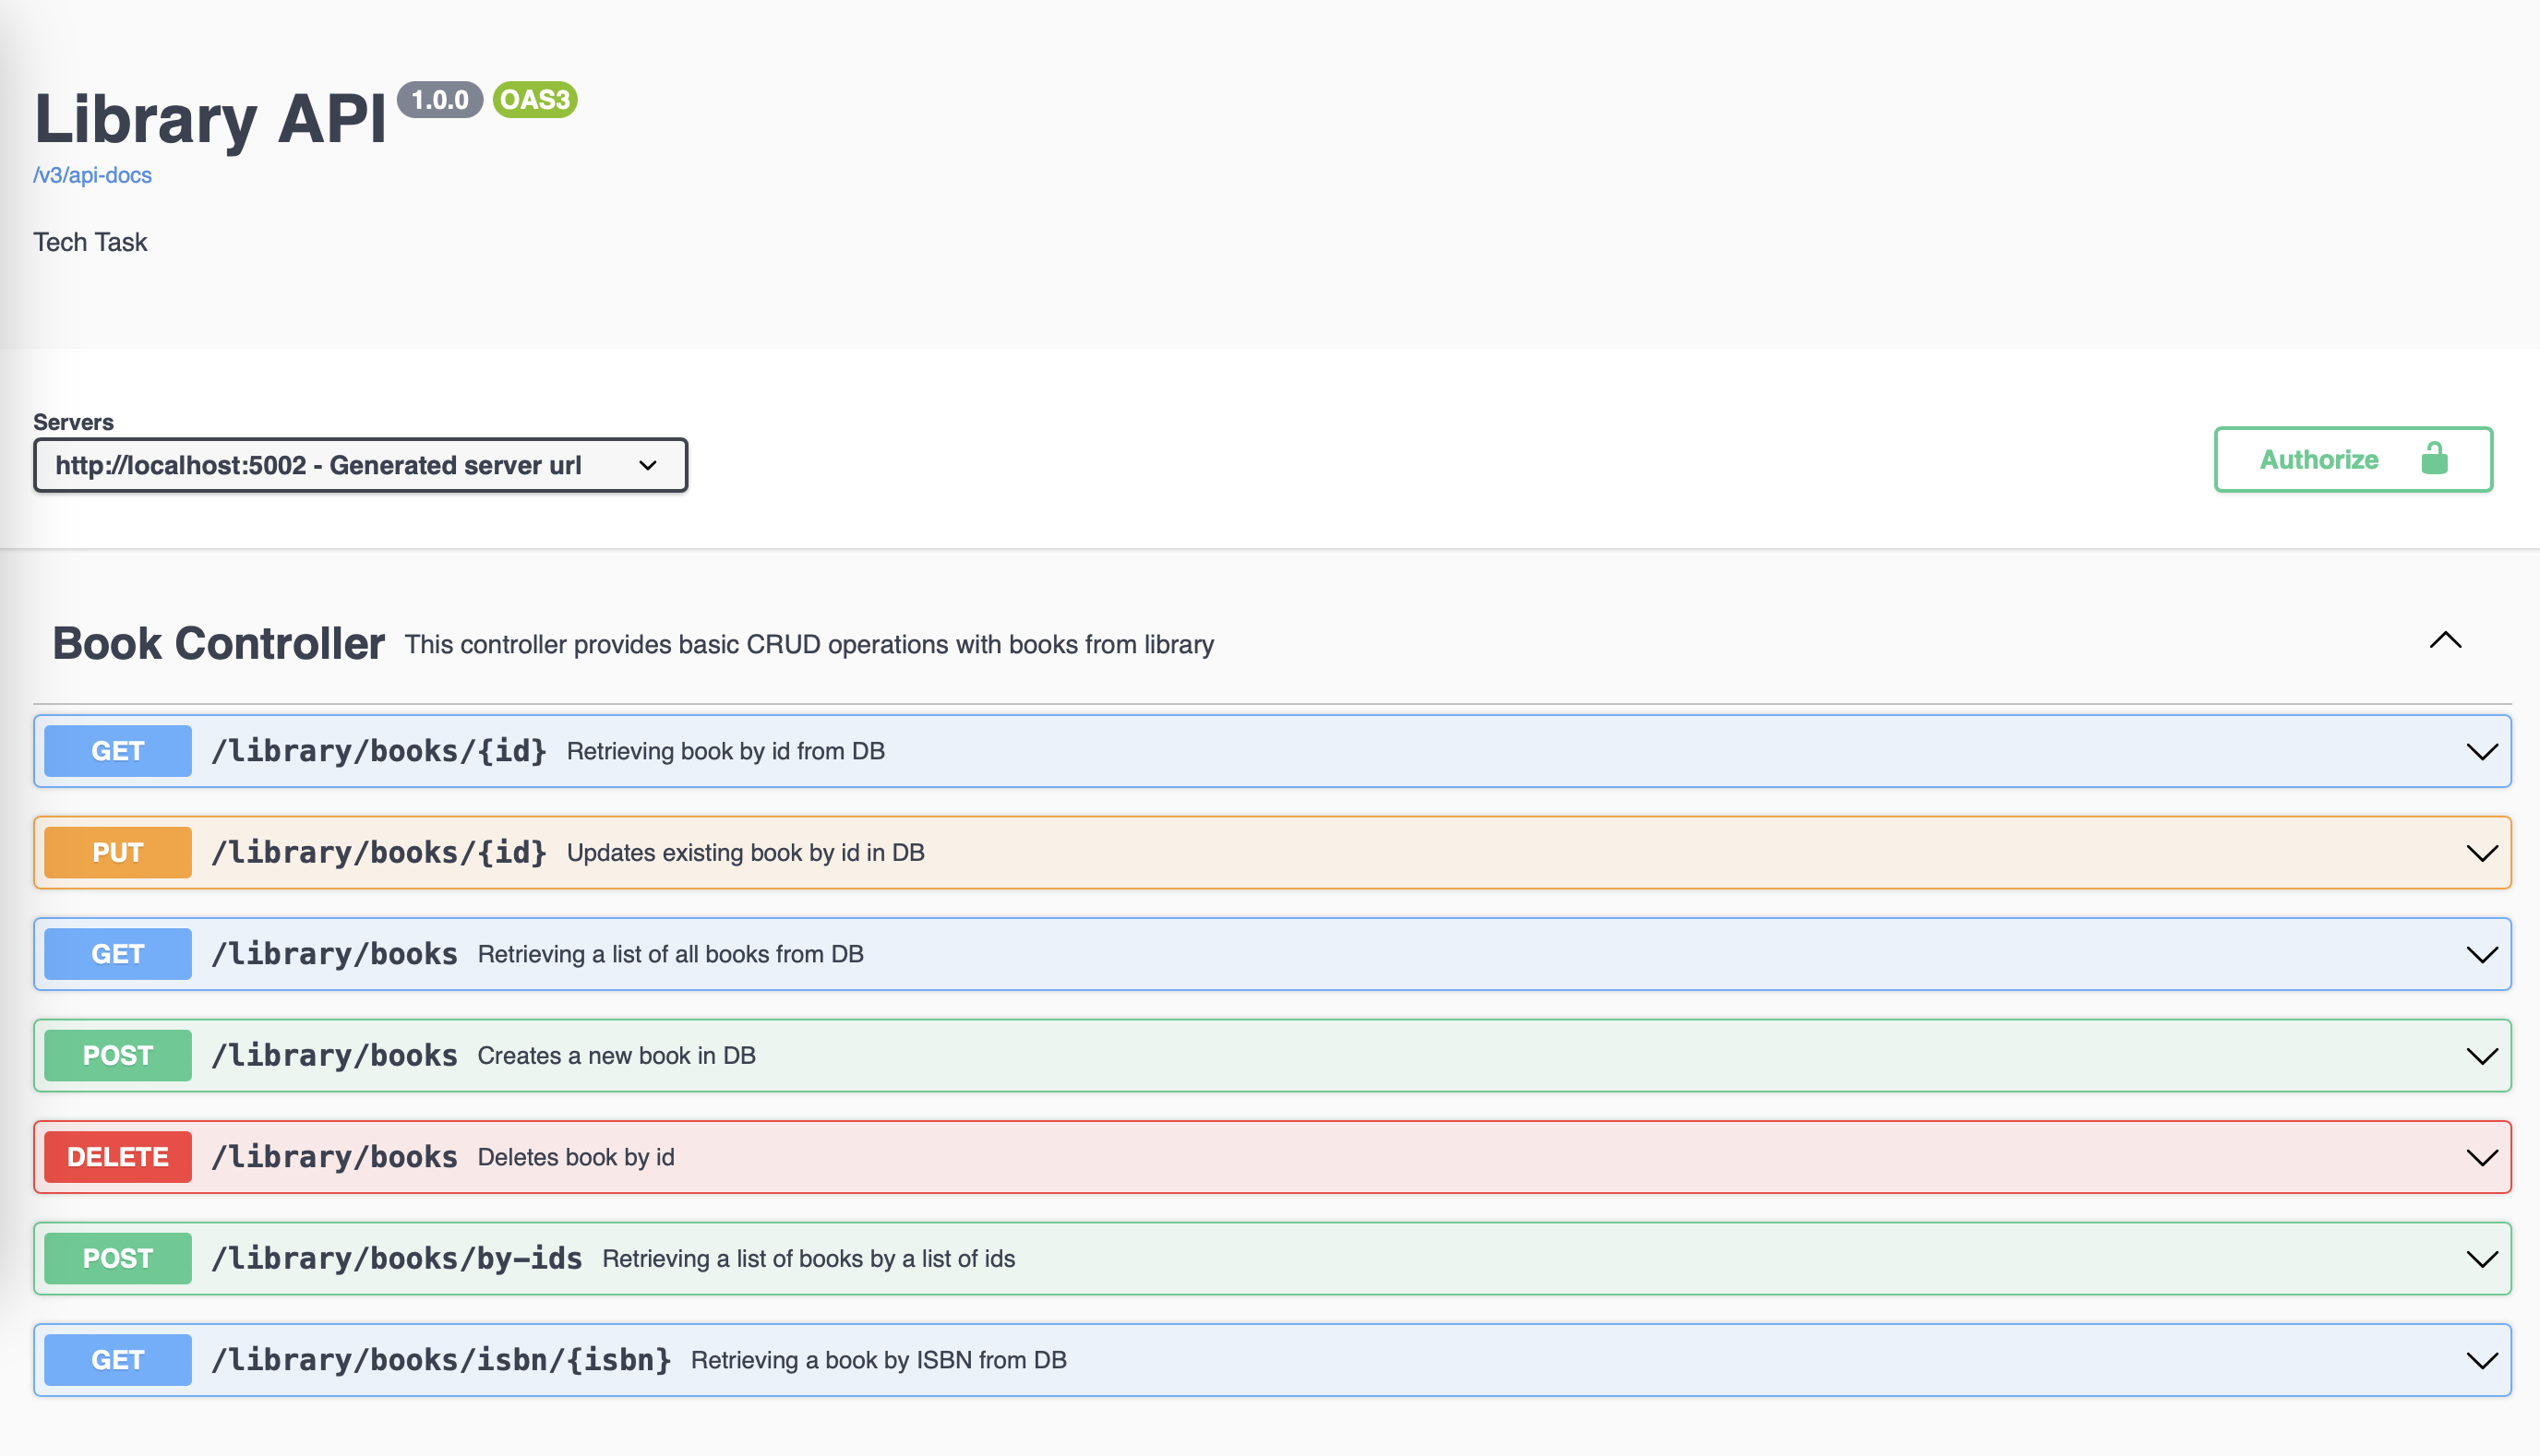 Library API 1.0.0 OAS3
/v3/api-docs
Tech Task
Servers
http://localhost:5002 - Generated server url
Authorize
Book Controller This controller provides basic CRUD operations with books from library
GET /library/books/{id} Retrieving book by id from DB
PUT /library/books/{id} Updates existing book by id in DB
GET /library/books Retrieving a list of all books from DB
POST /library/books Creates a new book in DB
DELETE /library/books Deletes book by id
POST /library/books/by-ids Retrieving a list of books by a list of ids
GET /library/books/isbn/{isbn} Retrieving a book by ISBN from DB